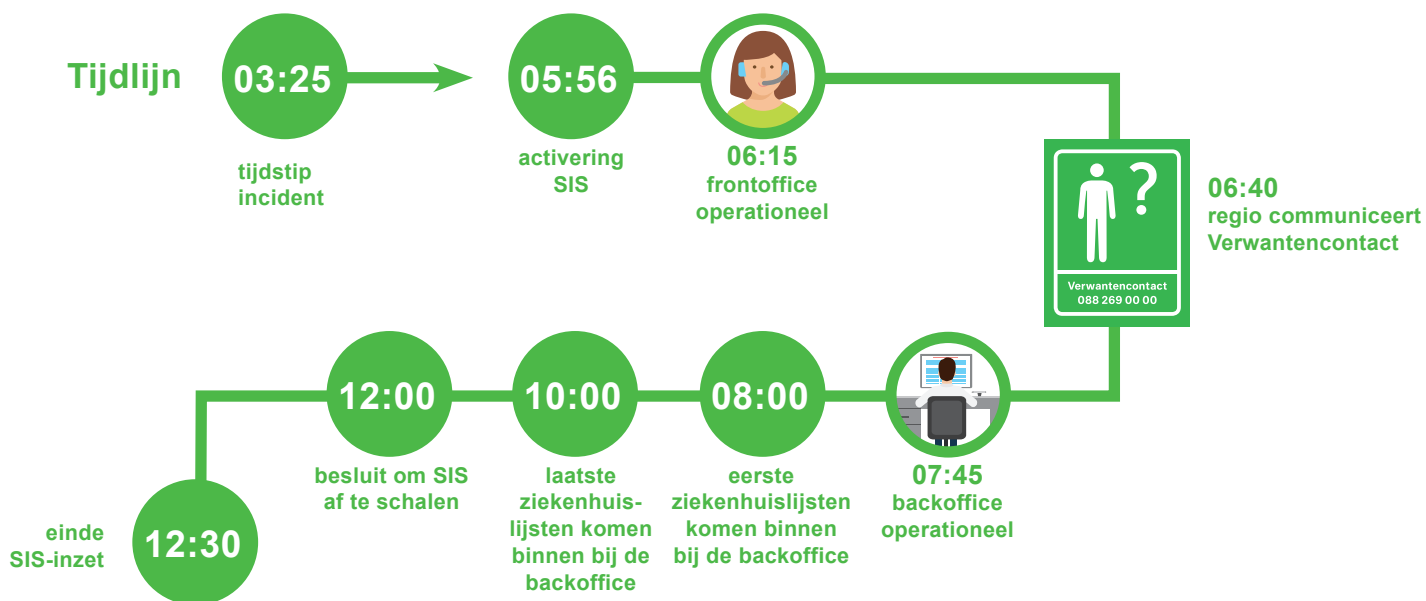 Tijdlijn
03:25
tijdstip
incident
05:56
activering
SIS
06:15
frontoffice
operationeel
06:40
regio communiceert
Verwantencontact
?
Verwantencontact
088 269 00 00
07:45
backoffice
operationeel
08:00
eerste
ziekenhuislijsten
komen binnen
bij de backoffice
10:00
laatste
ziekenhuis-
lijsten komen
binnen bij de
backoffice
12:00
besluit om SIS
af te schalen
12:30
einde
SIS-inzet